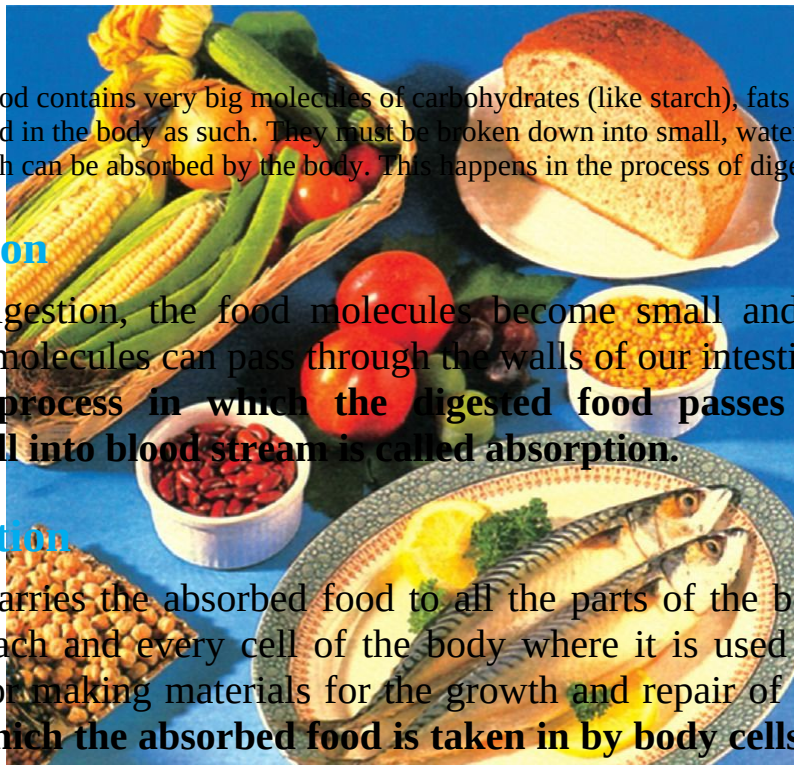 od contains very big molecules of carbohydrates (like starch), fats
d in the body as such. They must be broken down into small, water
h can be absorbed by the body. This happens in the process of dige
on
gestion, the food molecules become small and
molecules can pass through the walls of our intesti
process in which the digested food passes
ll into blood stream is called absorption.
tion
arries the absorbed food to all the parts of the b
ach and every cell of the body where it is used
or making materials for the growth and repair of
hich the absorbed food is taken in by body cells